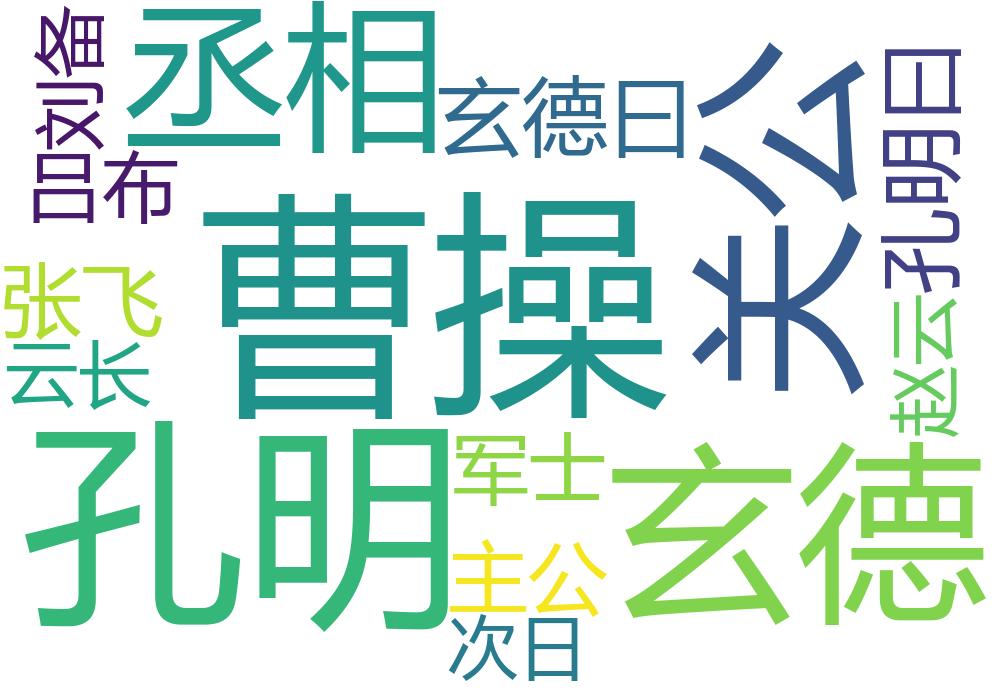 丞相
刘备
玄德曰
关公
孔明曰
吕布
曹操
张飞
云长
赵云
孔明
军士
玄德
主公
次日